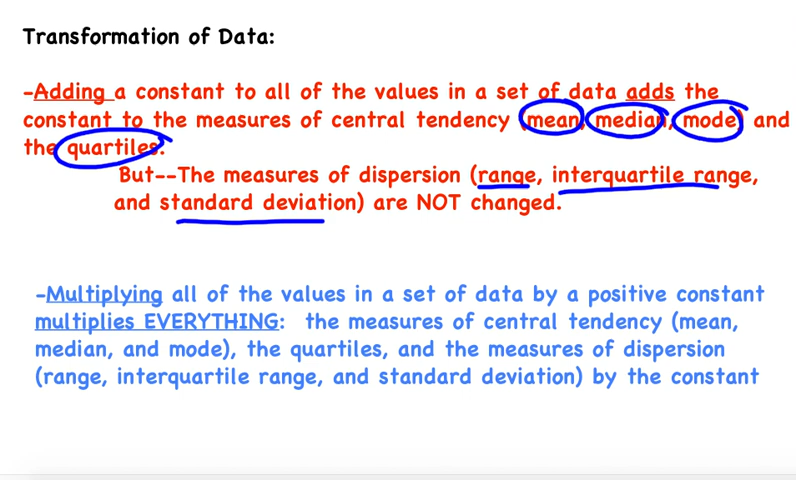 Transformation of Data:
-Adding a constant to all of the values in a set of data adds the
constant to the measures of central tendency (mean, median, mode) and
the quartiles.
But--The measures of dispersion (range, interquartile range,
and standard deviation) are NOT changed.
-Multiplying all of the values in a set of data by a positive constant
multiplies EVERYTHING: the measures of central tendency (mean,
median, and mode), the quartiles, and the measures of dispersion
(range, interquartile range, and standard deviation) by the constant